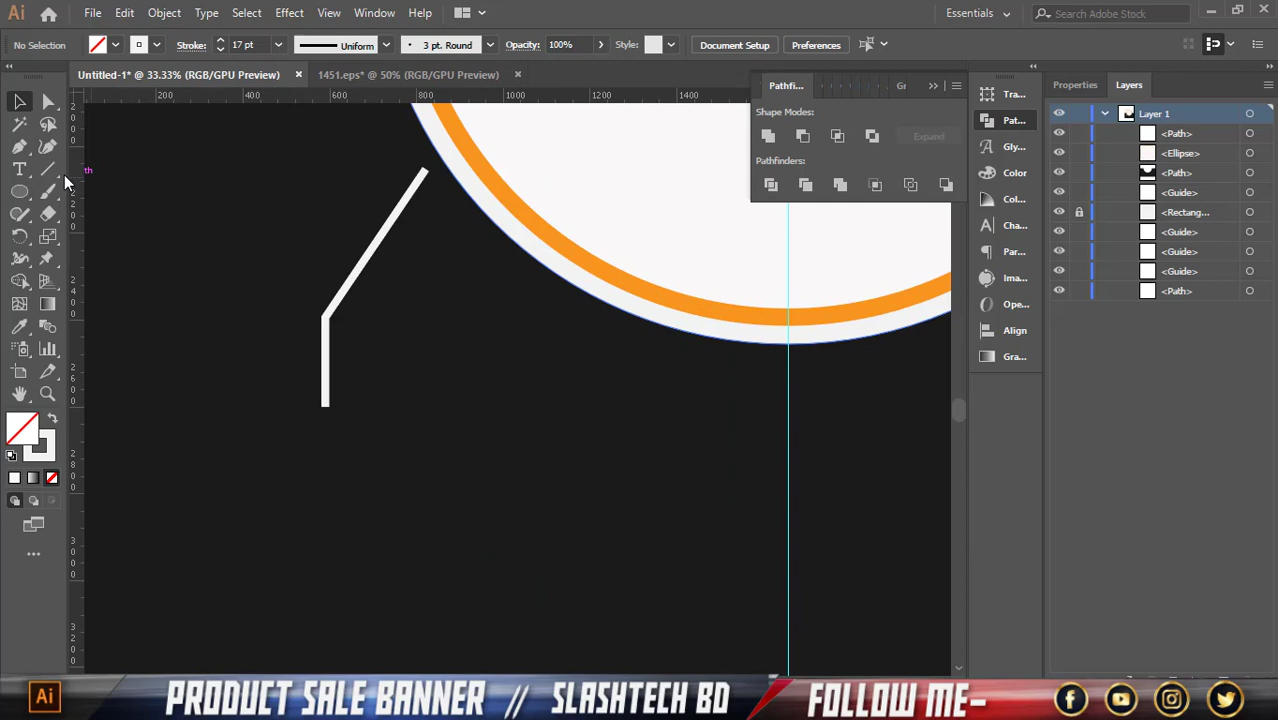 Ai File Edit Object Type Select Effect View Window Help Essentials Search Adobe Stock
No Selection Stroke: 17 pt Uniform 3 pt. Round Opacity: 100% Style: Document Setup Preferences
Untitled-1* @ 33.33% (RGB/GPU Preview) × 1451.eps* @ 50% (RGB/GPU Preview) ×
Pathfi... Gr
Properties Layers
200 400 600 800 1000 1200 1400
Shape Modes:
Expand
Pathfinders:
Tra...
Pat...
Gly...
Color
Col...
Cha...
Par...
Ima...
Ope...
Align
Gra...
Layer 1
<Path>
<Ellipse>
<Path>
<Guide>
<Rectang...
<Guide>
<Guide>
<Guide>
<Path>
th
Ai PRODUCT SALE BANNER // SLASHTECH BD FOLLOW ME-